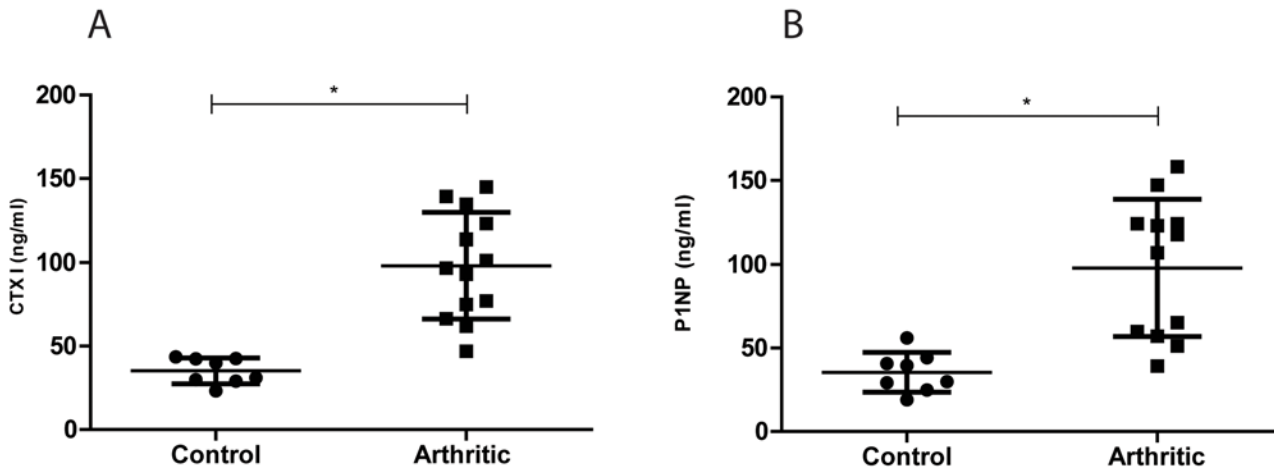 A
CTX I (ng/ml)
200
150
100
50
0
*
Control
Arthritic
B
P1NP (ng/ml)
200
150
100
50
0
*
Control
Arthritic